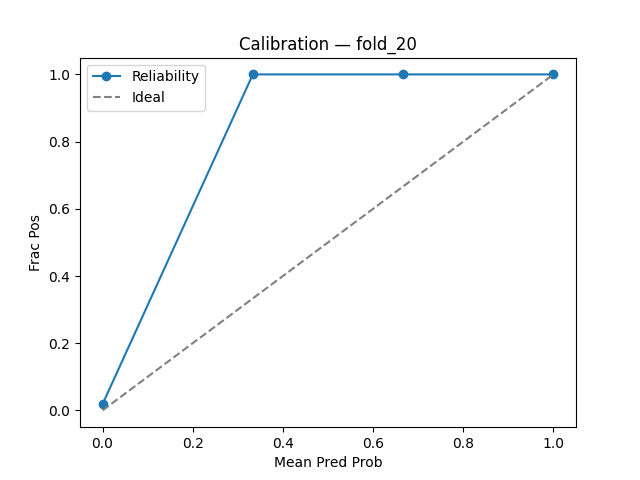 Calibration — fold_20
Reliability
Ideal
Frac Pos
1.0
0.8
0.6
0.4
0.2
0.0
0.0 0.2 0.4 0.6 0.8 1.0
Mean Pred Prob